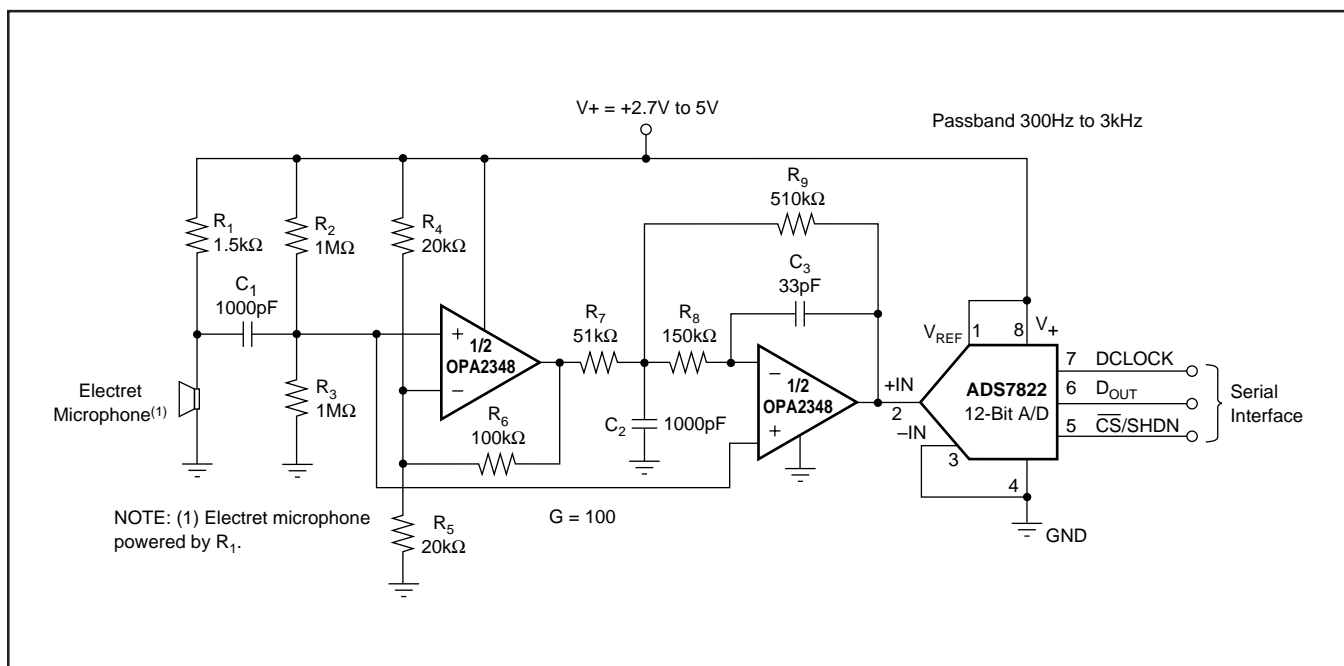 V+ = +2.7V to 5V
Passband 300Hz to 3kHz
R1
1.5kΩ
R2
1MΩ
R4
20kΩ
R9
510kΩ
C1
1000pF
C3
33pF
R7
51kΩ
R8
150kΩ
+
1/2
OPA2348
−
VREF
1
8
V+
7
DCLOCK
Electret
Microphone(1)
R3
1MΩ
R6
100kΩ
C2
1000pF
−
1/2
OPA2348
+
+IN
2
−IN
3
ADS7822
12-Bit A/D
6
DOUT
5
CS/SHDN
Serial
Interface
4
GND
NOTE: (1) Electret microphone
powered by R1.
R5
20kΩ
G = 100